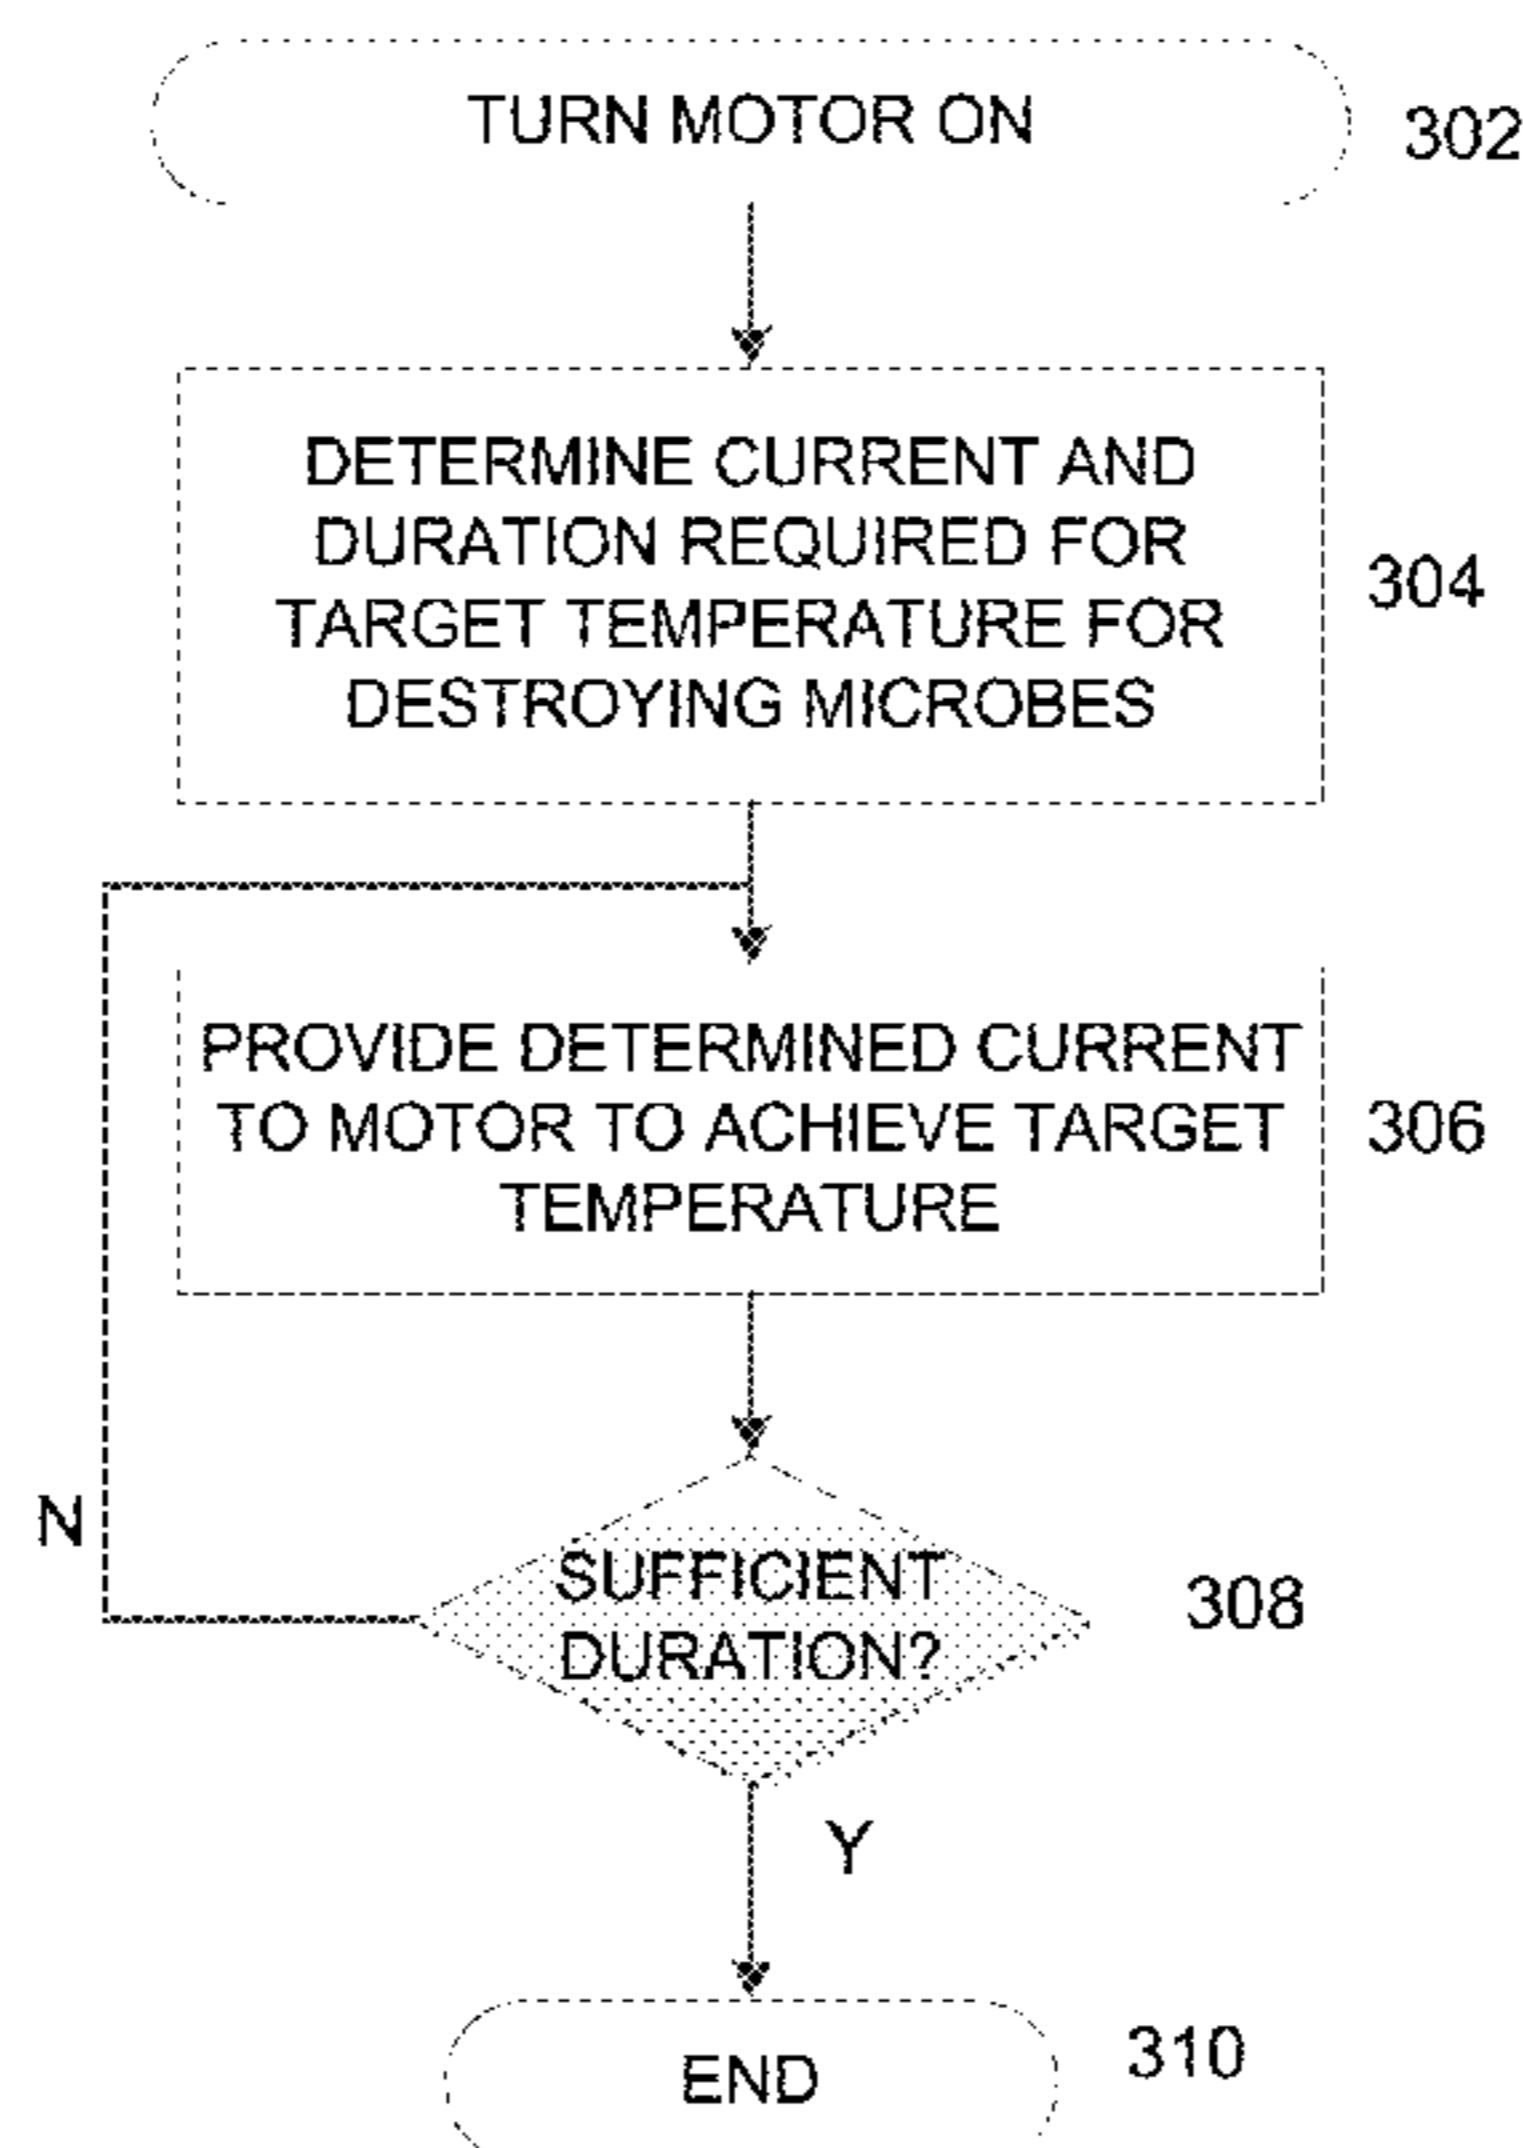 TURN MOTOR ON
302
DETERMINE CURRENT AND
DURATION REQUIRED FOR
TARGET TEMPERATURE FOR
DESTROYING MICROBES
304
PROVIDE DETERMINED CURRENT
TO MOTOR TO ACHIEVE TARGET
TEMPERATURE
306
N
SUFFICIENT
DURATION?
308
Y
END
310